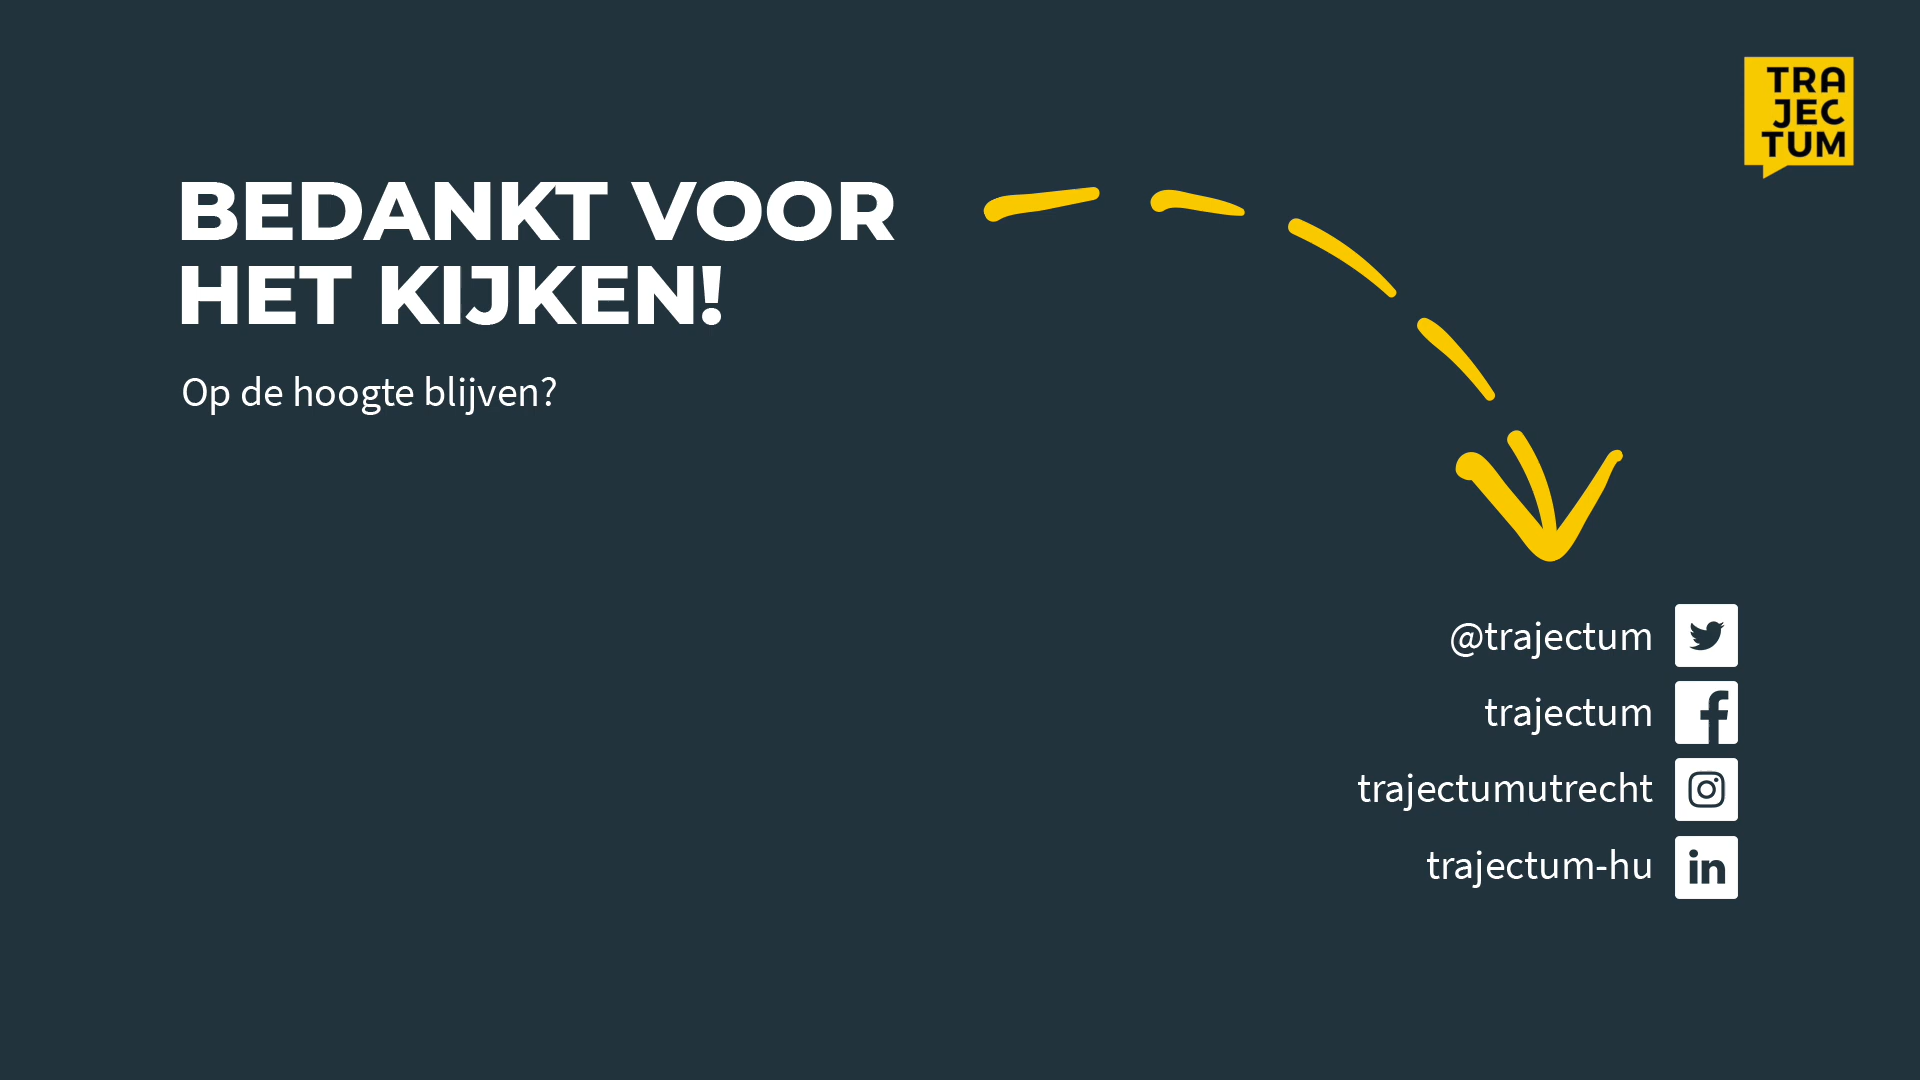 TRA
JEC
TUM
BEDANKT VOOR
HET KIJKEN!
Op de hoogte blijven?
@trajectum
trajectum
trajectumutrecht
trajectum-hu